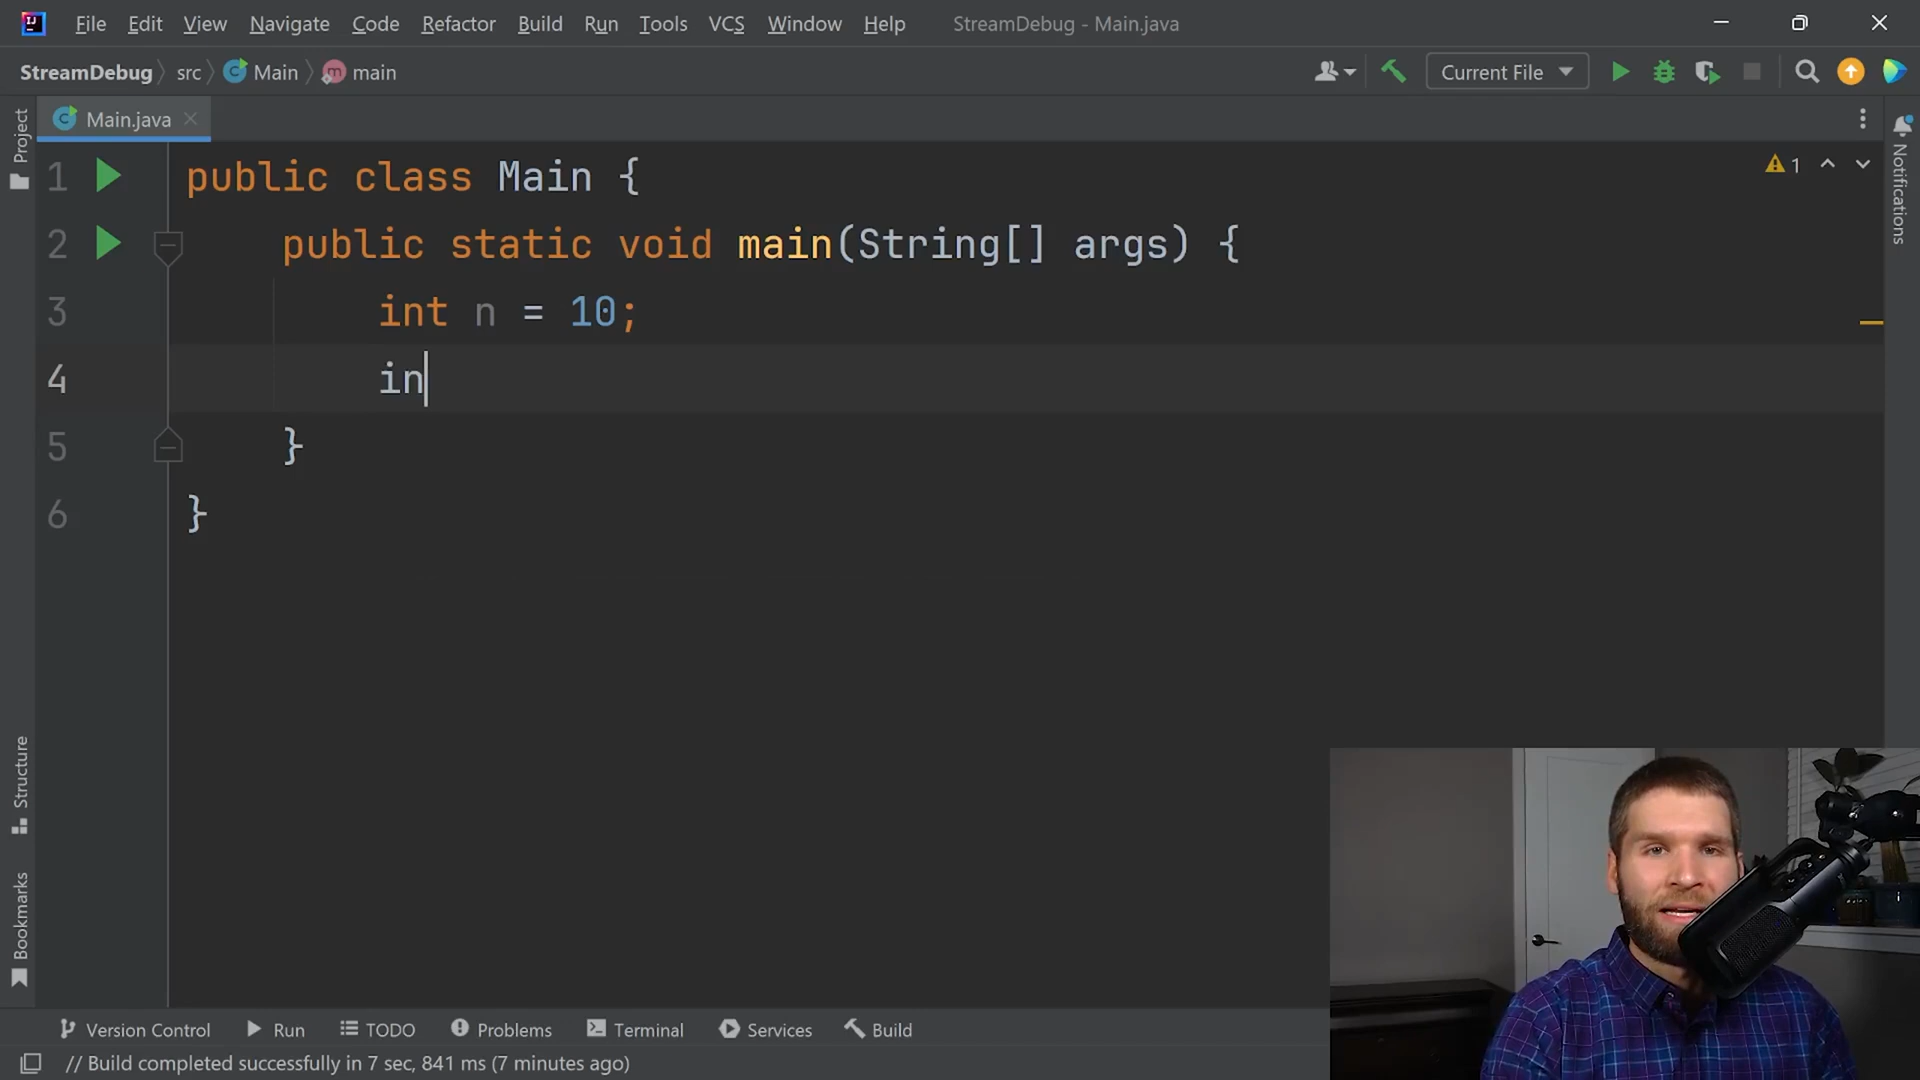 File Edit View Navigate Code Refactor Build Run Tools VCS Window Help StreamDebug - Main.java
StreamDebug src Main main Current File
Main.java
Project
Notifications
1 public class Main {
2 public static void main(String[] args) {
3 int n = 10;
4 in
5 }
6 }
1
Structure
Bookmarks
Version Control Run TODO Problems Terminal Services Build
// Build completed successfully in 7 sec, 841 ms (7 minutes ago)